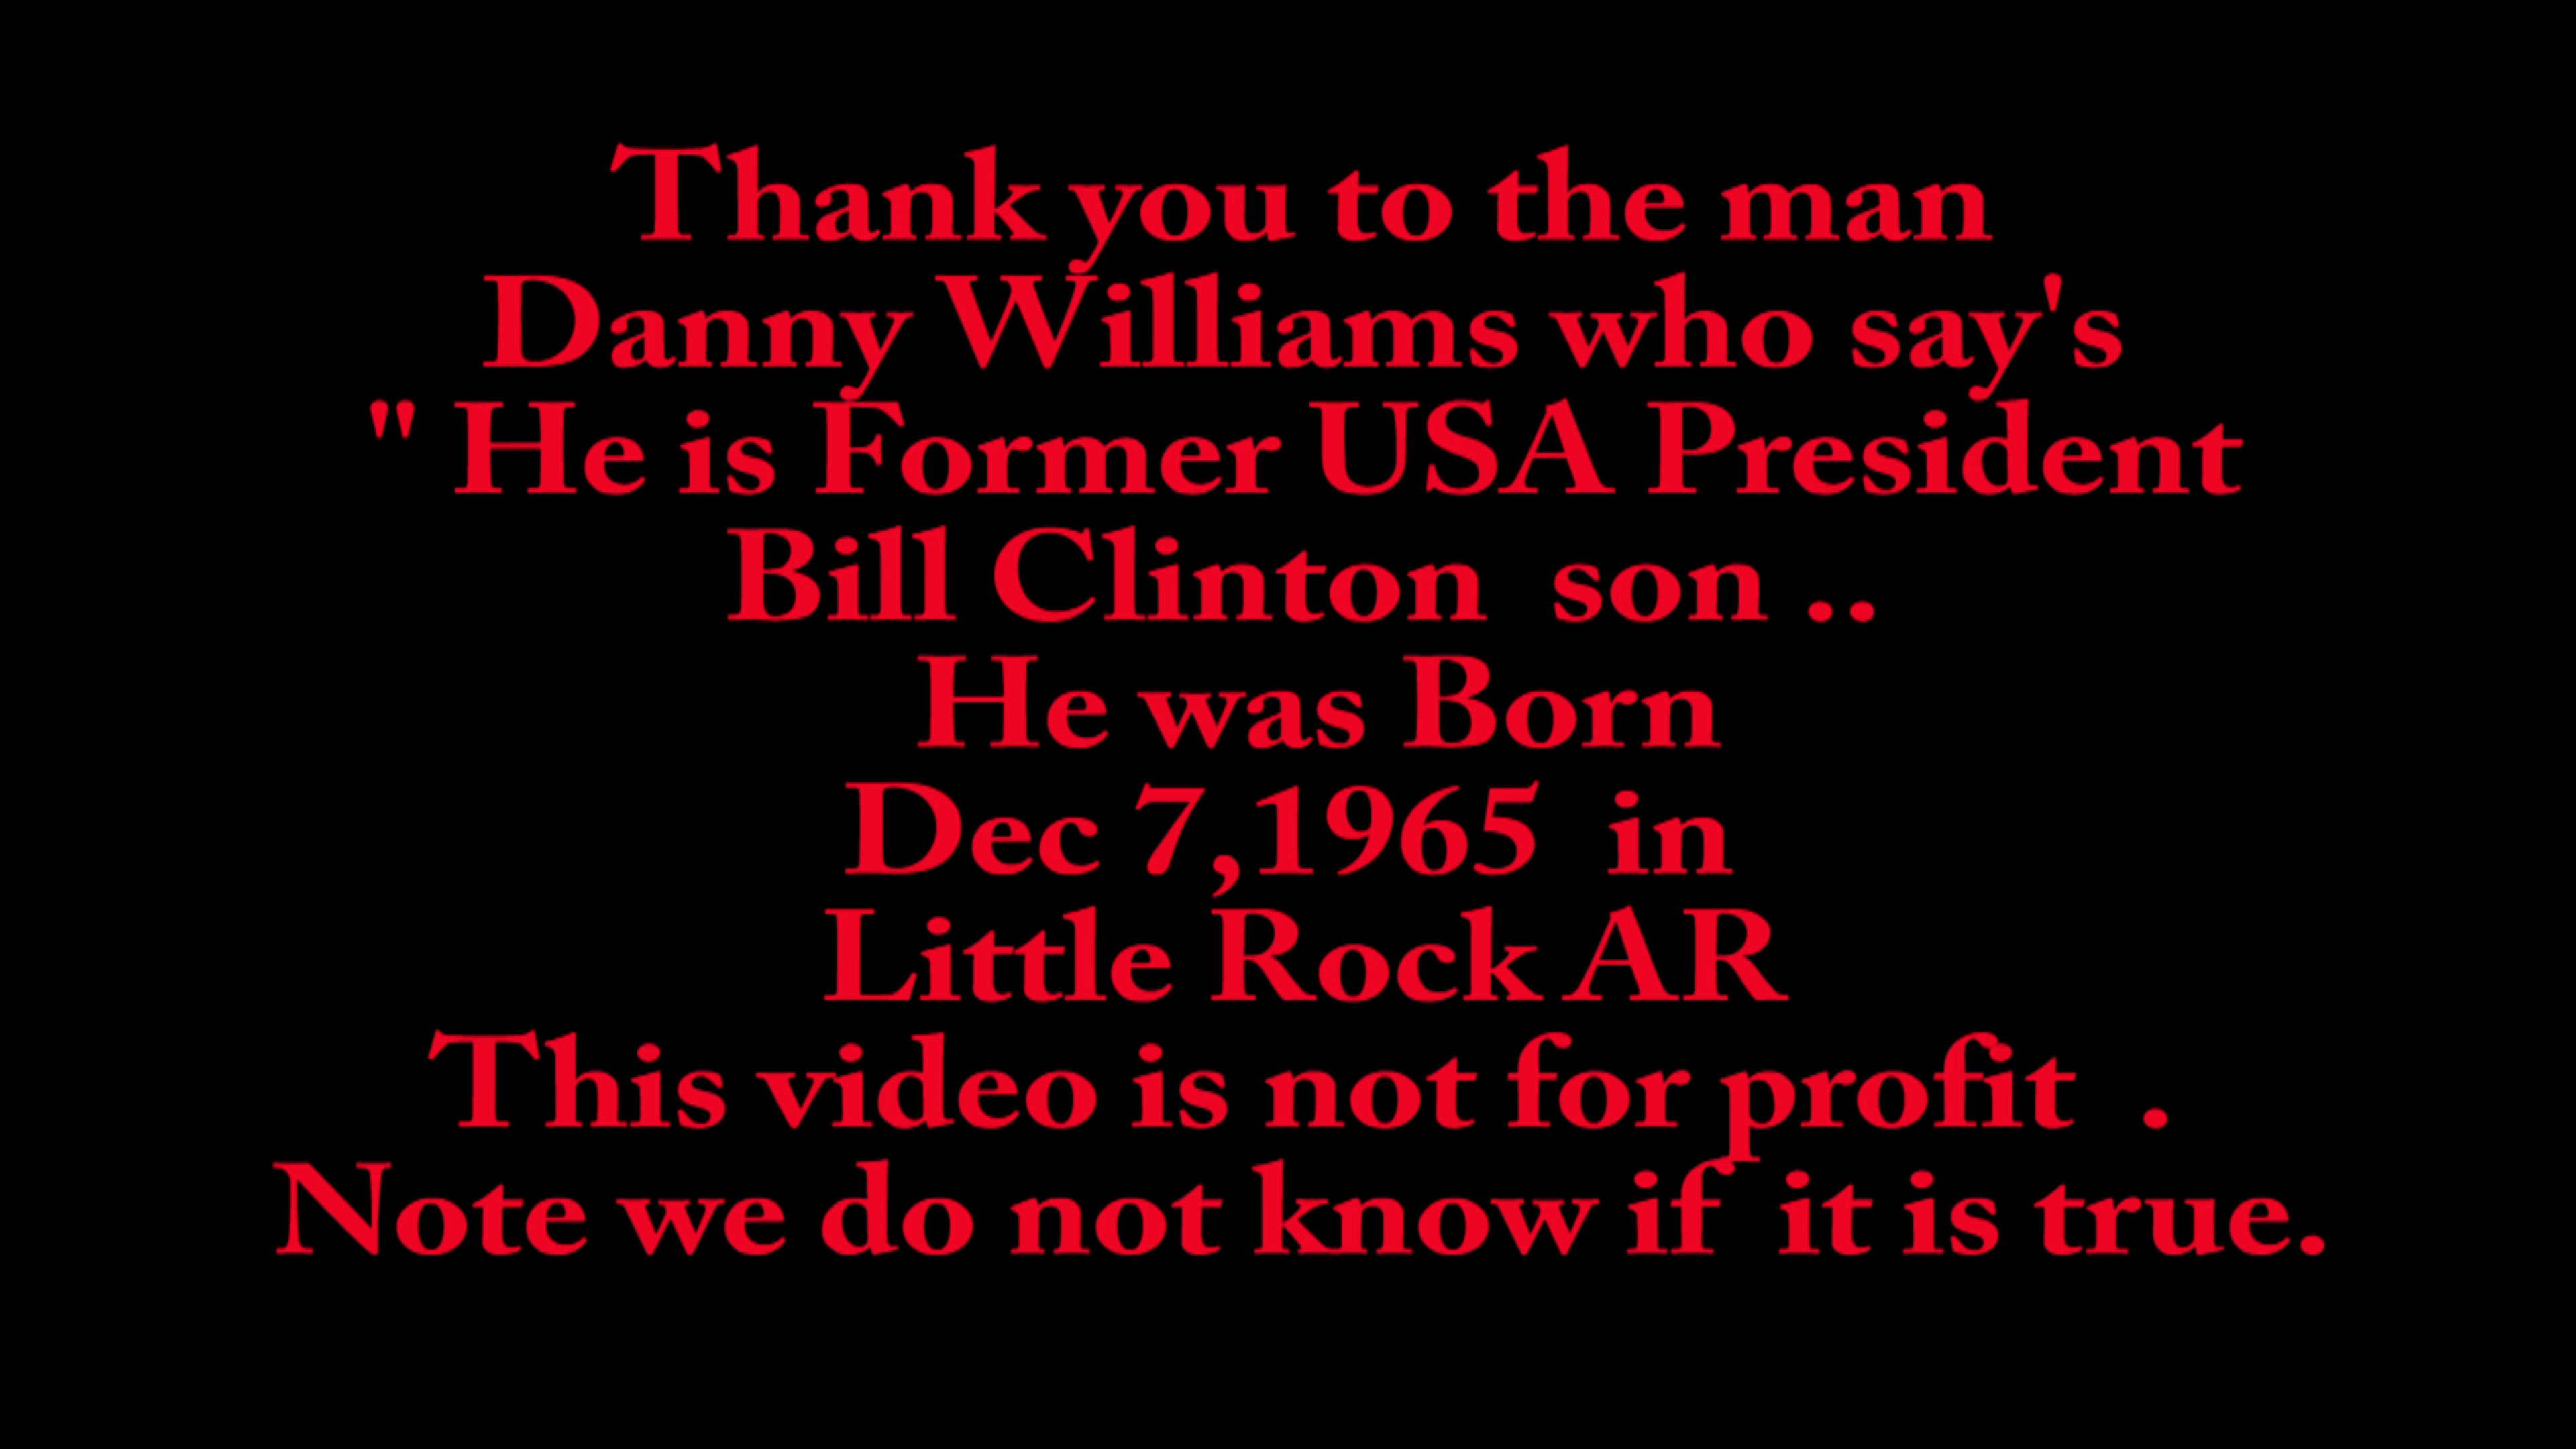 Thank you to the man
Danny Williams who say's
" He is Former USA President
Bill Clinton  son ..
He was Born
Dec 7,1965  in
Little Rock AR
This video is not for profit  .
Note we do not know if  it is true.